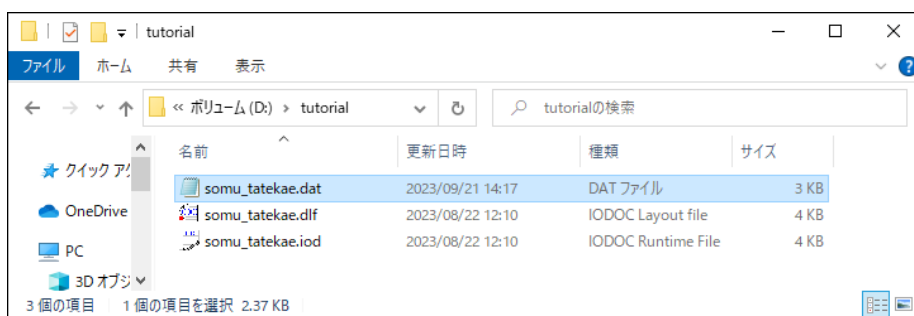 tutorial
ファイル ホーム 共有 表示
« ボリューム (D:) › tutorial tutorialの検索
名前 更新日時 種類 サイズ
クイック アク
somu_tatekae.dat 2023/09/21 14:17 DAT ファイル 3 KB
OneDrive somu_tatekae.dlf 2023/08/22 12:10 IODOC Layout file 4 KB
PC somu_tatekae.iod 2023/08/22 12:10 IODOC Runtime File 4 KB
3D オブジ
3 個の項目 1 個の項目を選択 2.37 KB